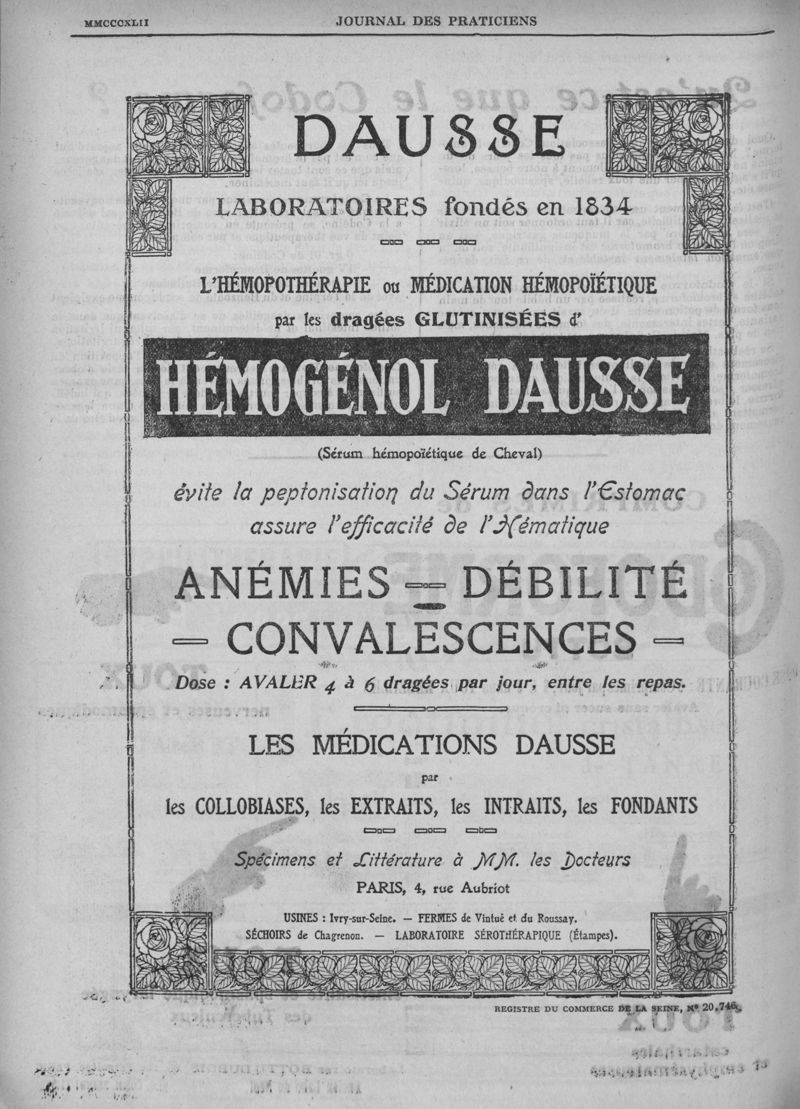 MMCCCXLII
JOURNAL DES PRATICIENS
DAUSSE
LABORATOIRES fondés en 1834
L'HÉMOPOTHÉRAPIE ou MÉDICATION HÉMOPOÏÉTIQUE
par les dragées GLUTINISÉES d'
HÉMOGÉNOL DAUSSE
(Sérum hémopoïétique de Cheval)
évite la peptonisation du Sérum dans l'Estomac
assure l'efficacité de l'Hématique
ANÉMIES — DÉBILITÉ
— CONVALESCENCES —
Dose : AVALER 4 à 6 dragées par jour, entre les repas.
LES MÉDICATIONS DAUSSE
par
les COLLOBIASES, les EXTRAITS, les INTRAITS, les FONDANTS
Spécimens et Littérature à MM. les Docteurs
PARIS, 4, rue Aubriot
USINES : Ivry-sur-Seine. — FERMES de Vintué et du Roussay.
SÉCHOIRS de Chagrenon. — LABORATOIRE SÉROTHÉRAPIQUE (Étampes).
REGISTRE DU COMMERCE DE LA SEINE, Nº 20.746.